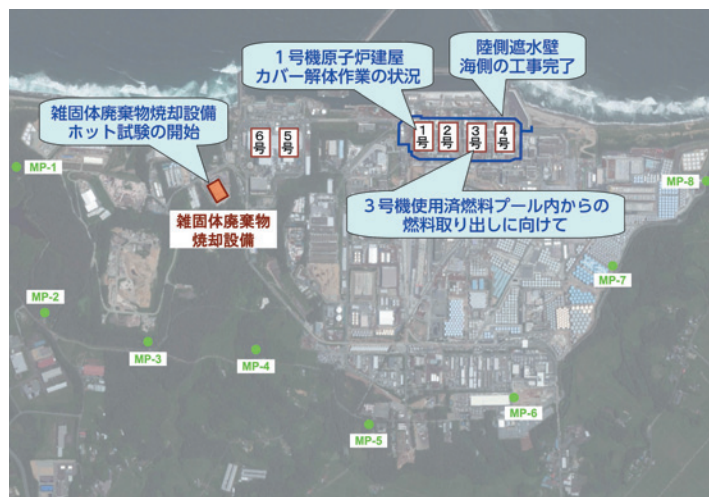 １号機原子炉建屋
カバー解体作業の状況
陸側遮水壁
海側の工事完了
雑固体廃棄物焼却設備
ホット試験の開始
6号
5号
1号
2号
3号
4号
MP-1
MP-8
雑固体廃棄物
焼却設備
３号機使用済燃料プール内からの
燃料取り出しに向けて
MP-7
MP-2
MP-3
MP-4
MP-6
MP-5